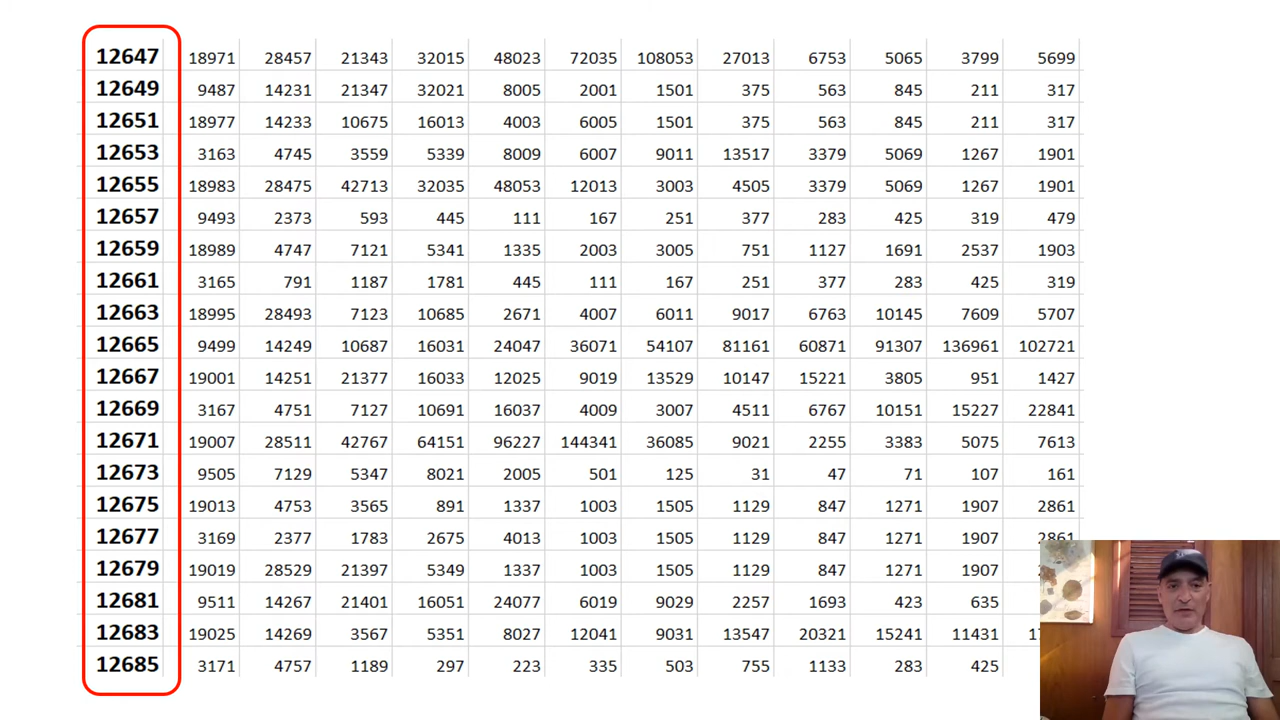 12647 18971 28457 21343 32015 48023 72035 108053 27013 6753 5065 3799 5699
12649 9487 14231 21347 32021 8005 2001 1501 375 563 845 211 317
12651 18977 14233 10675 16013 4003 6005 1501 375 563 845 211 317
12653 3163 4745 3559 5339 8009 6007 9011 13517 3379 5069 1267 1901
12655 18983 28475 42713 32035 48053 12013 3003 4505 3379 5069 1267 1901
12657 9493 2373 593 445 111 167 251 377 283 425 319 479
12659 18989 4747 7121 5341 1335 2003 3005 751 1127 1691 2537 1903
12661 3165 791 1187 1781 445 111 167 251 377 283 425 319
12663 18995 28493 7123 10685 2671 4007 6011 9017 6763 10145 7609 5707
12665 9499 14249 10687 16031 24047 36071 54107 81161 60871 91307 136961 102721
12667 19001 14251 21377 16033 12025 9019 13529 10147 15221 3805 951 1427
12669 3167 4751 7127 10691 16037 4009 3007 4511 6767 10151 15227 22841
12671 19007 28511 42767 64151 96227 144341 36085 9021 2255 3383 5075 7613
12673 9505 7129 5347 8021 2005 501 125 31 47 71 107 161
12675 19013 4753 3565 891 1337 1003 1505 1129 847 1271 1907 2861
12677 3169 2377 1783 2675 4013 1003 1505 1129 847 1271 1907 2861
12679 19019 28529 21397 5349 1337 1003 1505 1129 847 1271 1907
12681 9511 14267 21401 16051 24077 6019 9029 2257 1693 423 635
12683 19025 14269 3567 5351 8027 12041 9031 13547 20321 15241 11431
12685 3171 4757 1189 297 223 335 503 755 1133 283 425